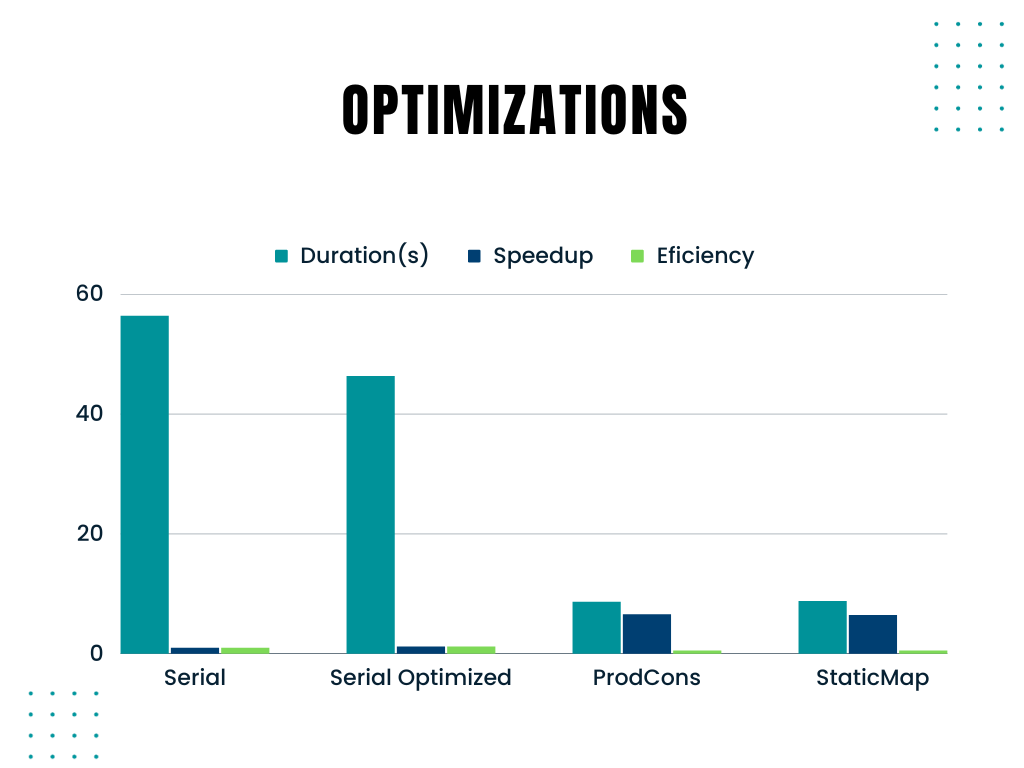 OPTIMIZATIONS
Duration(s) Speedup Eficiency
60
40
20
0
Serial Serial Optimized ProdCons StaticMap